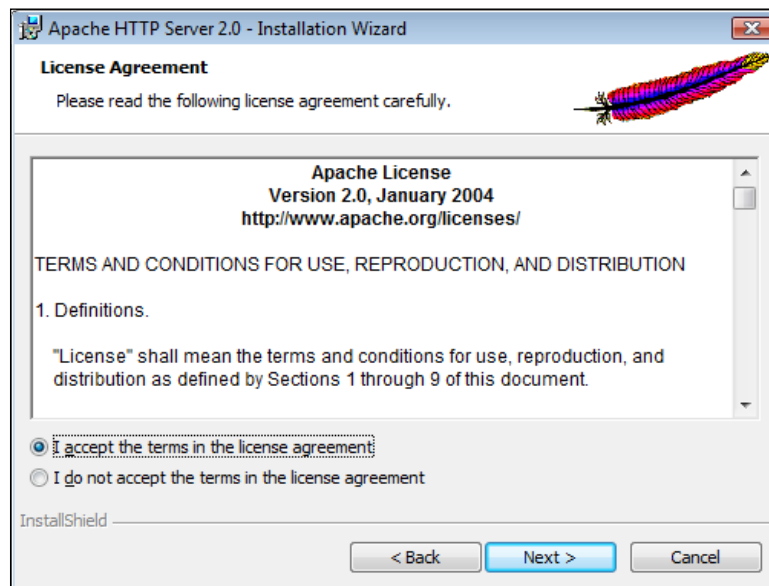 Apache HTTP Server 2.0 - Installation Wizard
License Agreement
Please read the following license agreement carefully.
Apache License
Version 2.0, January 2004
http://www.apache.org/licenses/
TERMS AND CONDITIONS FOR USE, REPRODUCTION, AND DISTRIBUTION
1. Definitions.
"License" shall mean the terms and conditions for use, reproduction, and
distribution as defined by Sections 1 through 9 of this document.
I accept the terms in the license agreement
I do not accept the terms in the license agreement
InstallShield
< Back Next > Cancel